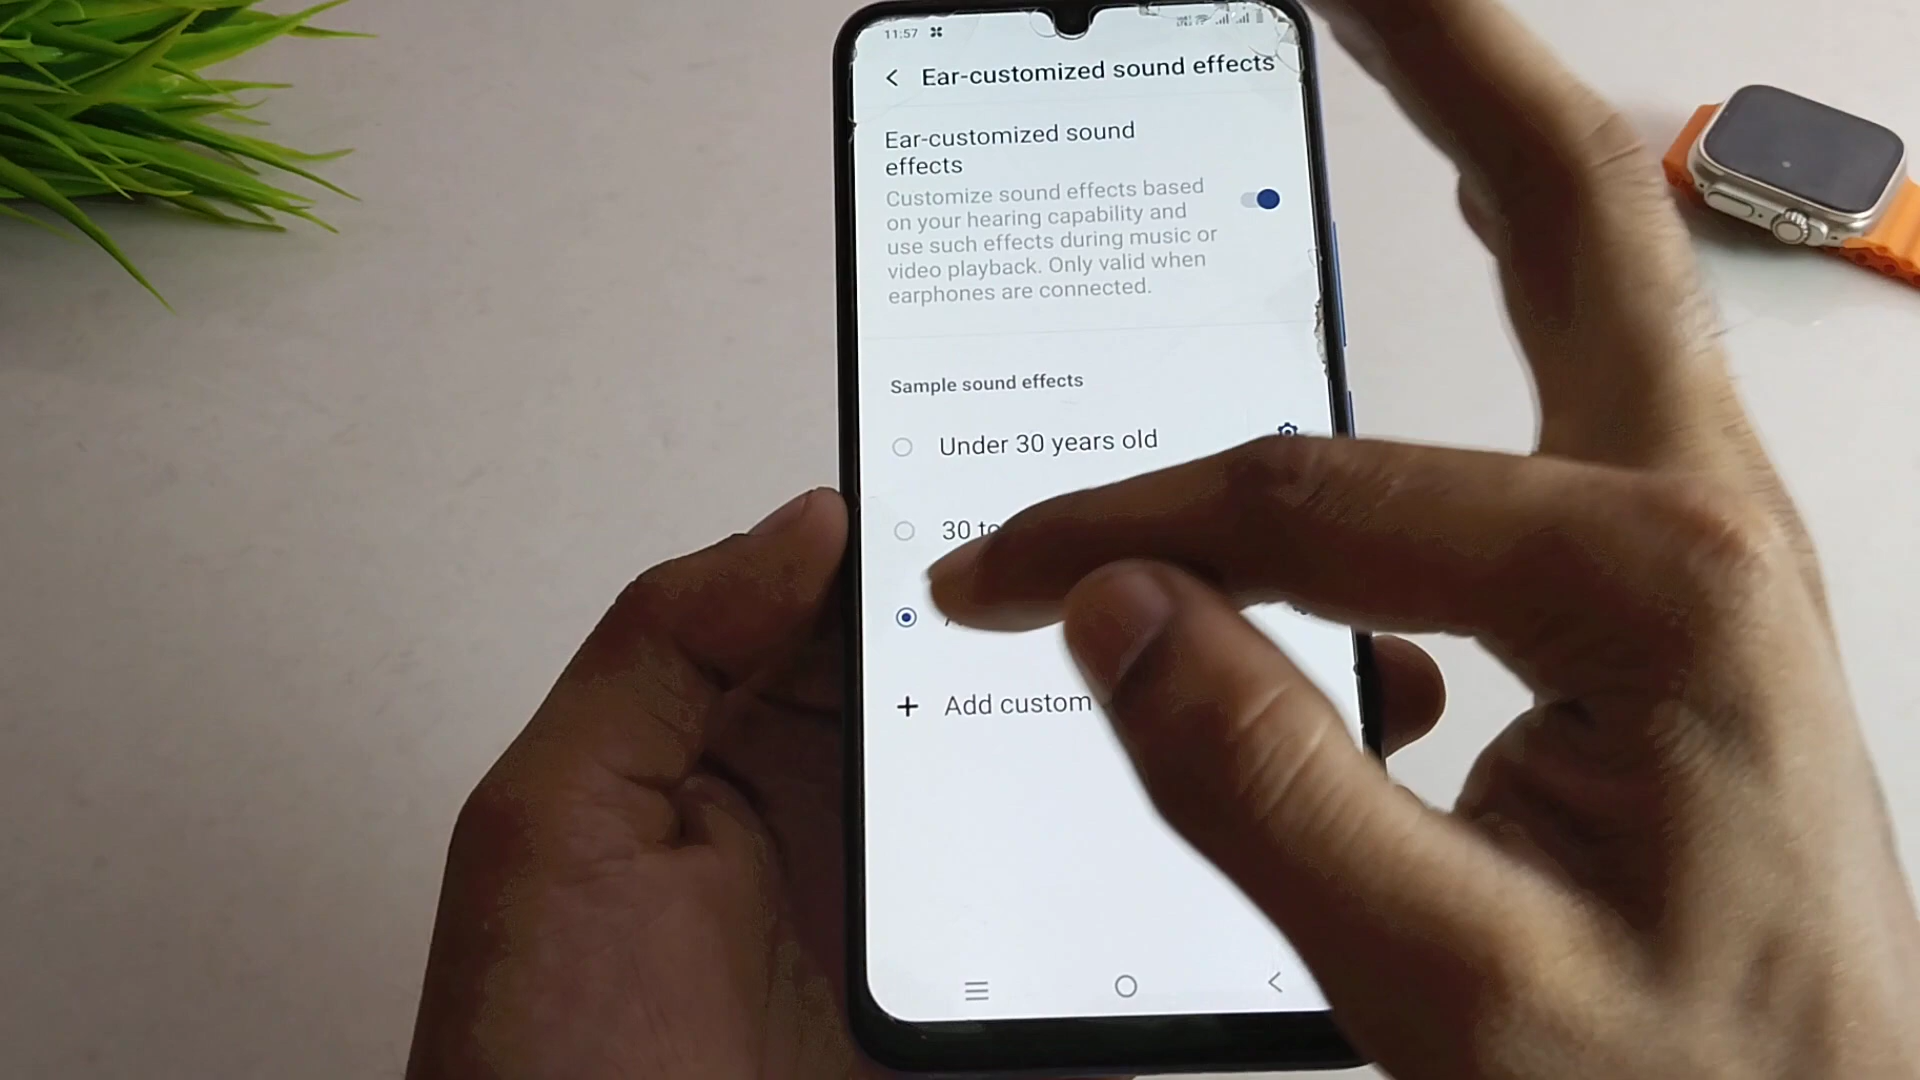 11:57
Ear-customized sound effects
Ear-customized sound
effects
Customize sound effects based
on your hearing capability and
use such effects during music or
video playback. Only valid when
earphones are connected.
Sample sound effects
Under 30 years old
30
Add custom